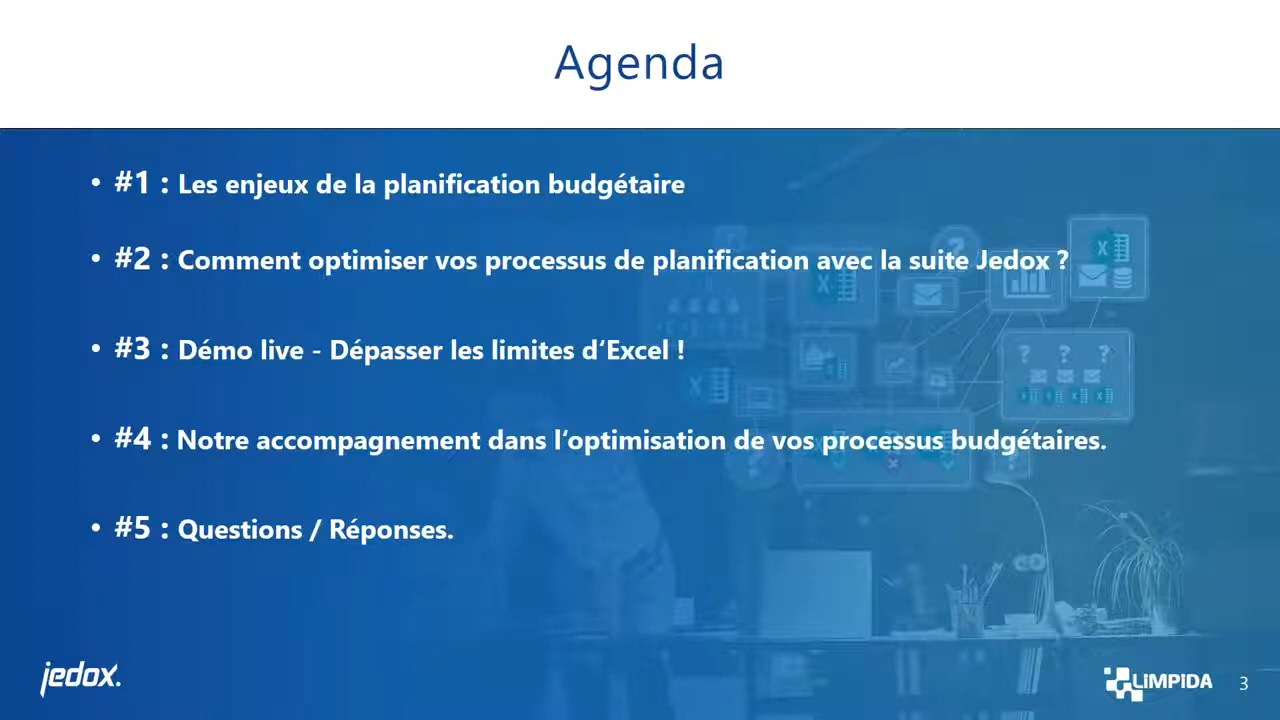 Agenda
• #1 : Les enjeux de la planification budgétaire
• #2 : Comment optimiser vos processus de planification avec la suite Jedox ?
• #3 : Démo live - Dépasser les limites d’Excel !
• #4 : Notre accompagnement dans l‘optimisation de vos processus budgétaires.
• #5 : Questions / Réponses.
jedox.
LIMPIDA
3